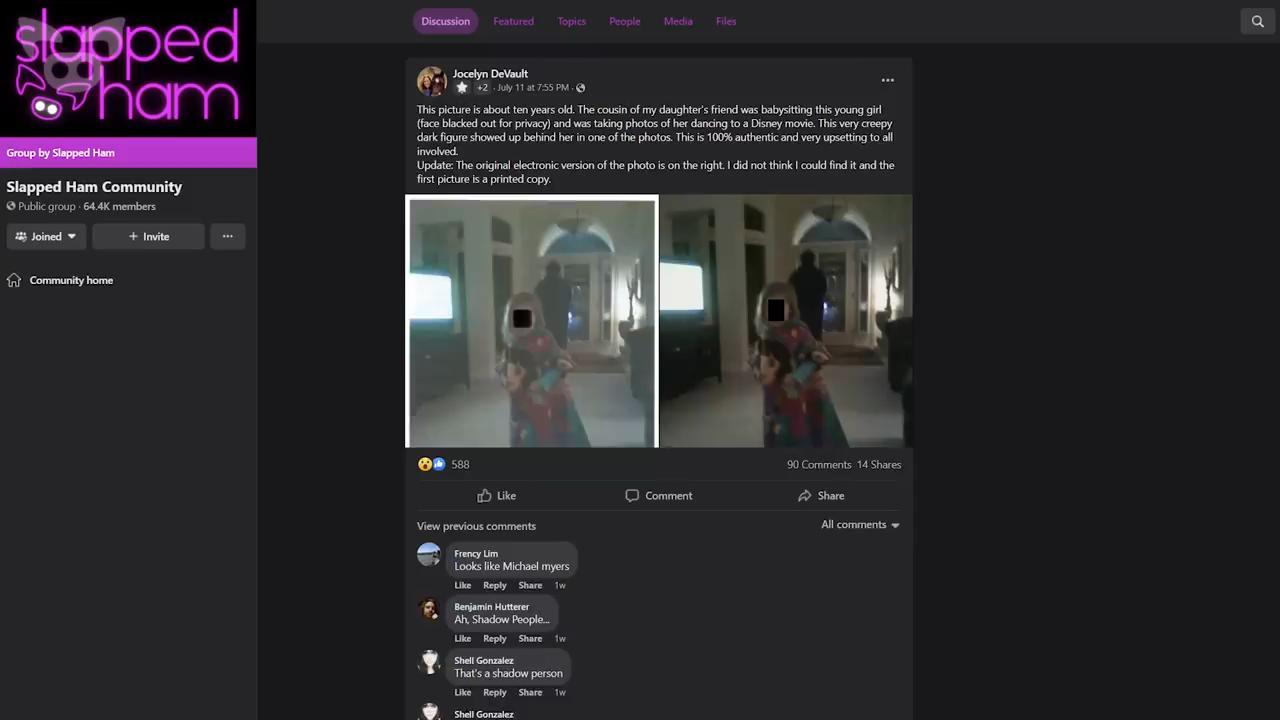 slapped
ham
Group by Slapped Ham
Slapped Ham Community
Public group · 64.4K members
Joined
+ Invite
Community home
Discussion
Featured
Topics
People
Media
Files
Jocelyn DeVault
+2 · July 11 at 7:55 PM ·
This picture is about ten years old. The cousin of my daughter's friend was babysitting this young girl
(face blacked out for privacy) and was taking photos of her dancing to a Disney movie. This very creepy
dark figure showed up behind her in one of the photos. This is 100% authentic and very upsetting to all
involved.
Update: The original electronic version of the photo is on the right. I did not think I could find it and the
first picture is a printed copy.
588
90 Comments 14 Shares
Like
Comment
Share
View previous comments
All comments
Frency Lim
Looks like Michael myers
Like Reply Share 1w
Benjamin Hutterer
Ah, Shadow People...
Like Reply Share 1w
Shell Gonzalez
That's a shadow person
Like Reply Share 1w
Shell Gonzalez